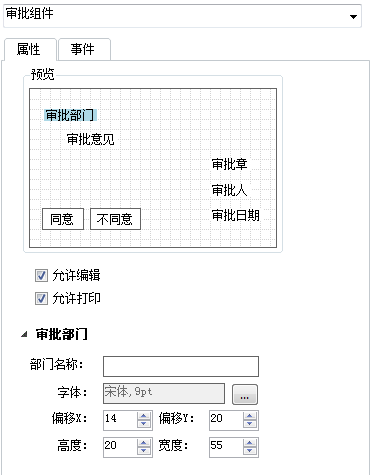 审批组件
属性 事件
预览
审批部门
审批意见
审批章
审批人
审批日期
同意 不同意
允许编辑
允许打印
审批部门
部门名称：
字体： 宋体,9pt ...
偏移X： 14 偏移Y： 20
高度： 20 宽度： 55